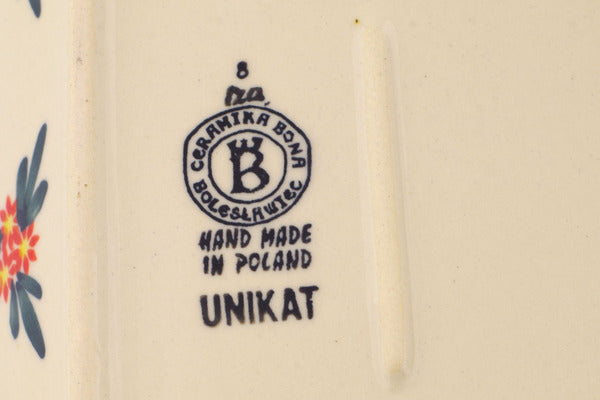 8
CERAMIKA BONA
BOLESŁAWIEC
B
HAND MADE
IN POLAND
UNIKAT